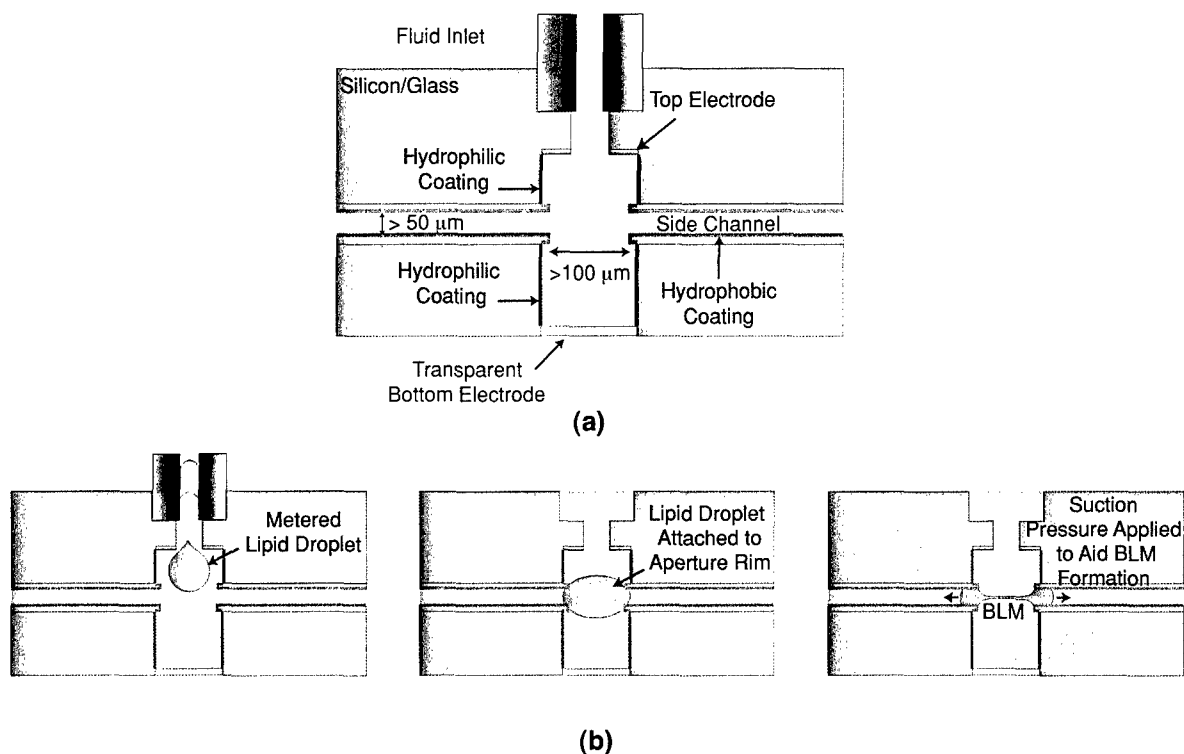 Fluid Inlet
Silicon/Glass
Top Electrode
Hydrophilic
Coating
> 50 μm
Side Channel
>100 μm
Hydrophilic
Coating
Hydrophobic
Coating
Transparent
Bottom Electrode
(a)
Metered
Lipid Droplet
Lipid Droplet
Attached to
Aperture Rim
Suction
Pressure Applied
to Aid BLM
Formation
BLM
(b)